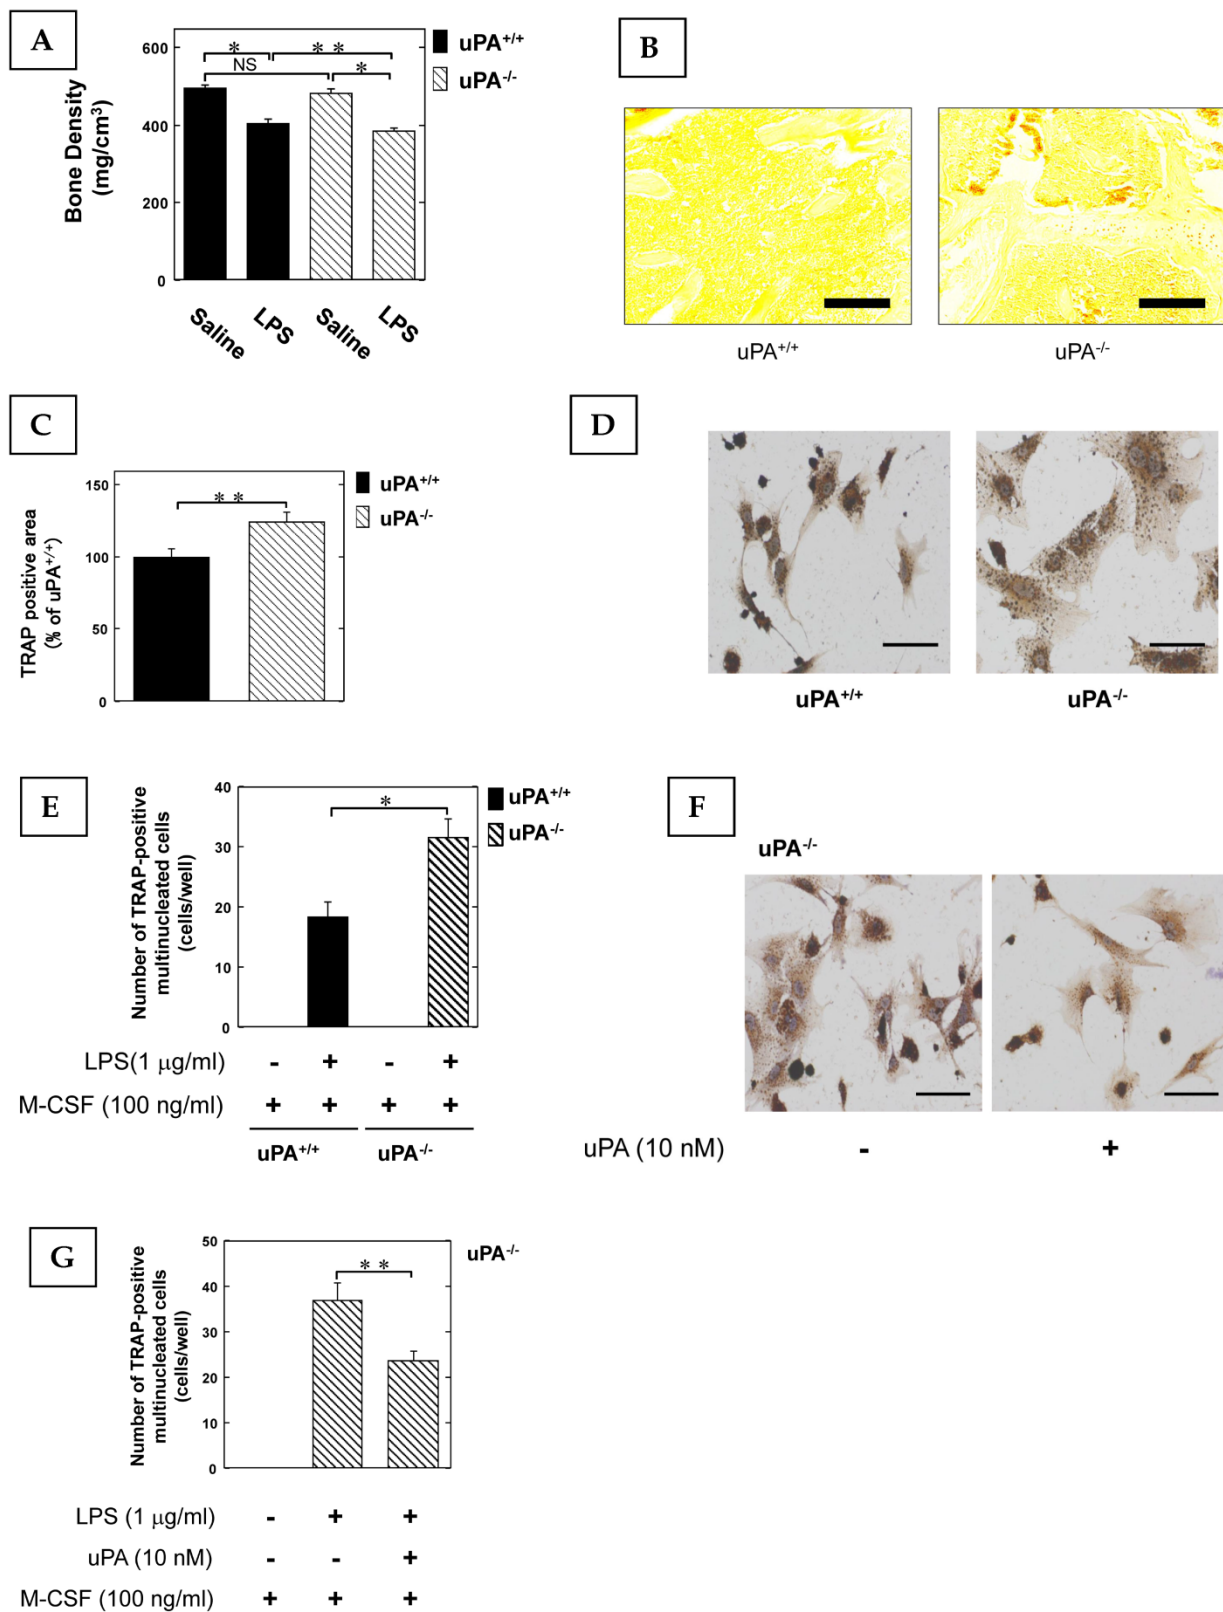 A
600
400
200
0
Bone Density
(mg/cm³)
*
* *
NS
*
uPA+/+
uPA-/-
Saline
LPS
Saline
LPS
B
uPA+/+
uPA-/-
C
150
100
50
0
TRAP positive area
(% of uPA+/+)
* *
uPA+/+
uPA-/-
D
uPA+/+
uPA-/-
E
40
30
20
10
0
Number of TRAP-positive
multinucleated cells
(cells/well)
*
uPA+/+
uPA-/-
LPS(1 μg/ml) - + - +
M-CSF (100 ng/ml) + + + +
uPA+/+ uPA-/-
F
uPA-/-
uPA (10 nM) - +
G
50
40
30
20
10
0
Number of TRAP-positive
multinucleated cells
(cells/well)
* *
uPA-/-
LPS (1 μg/ml) - + +
uPA (10 nM) - - +
M-CSF (100 ng/ml) + + +